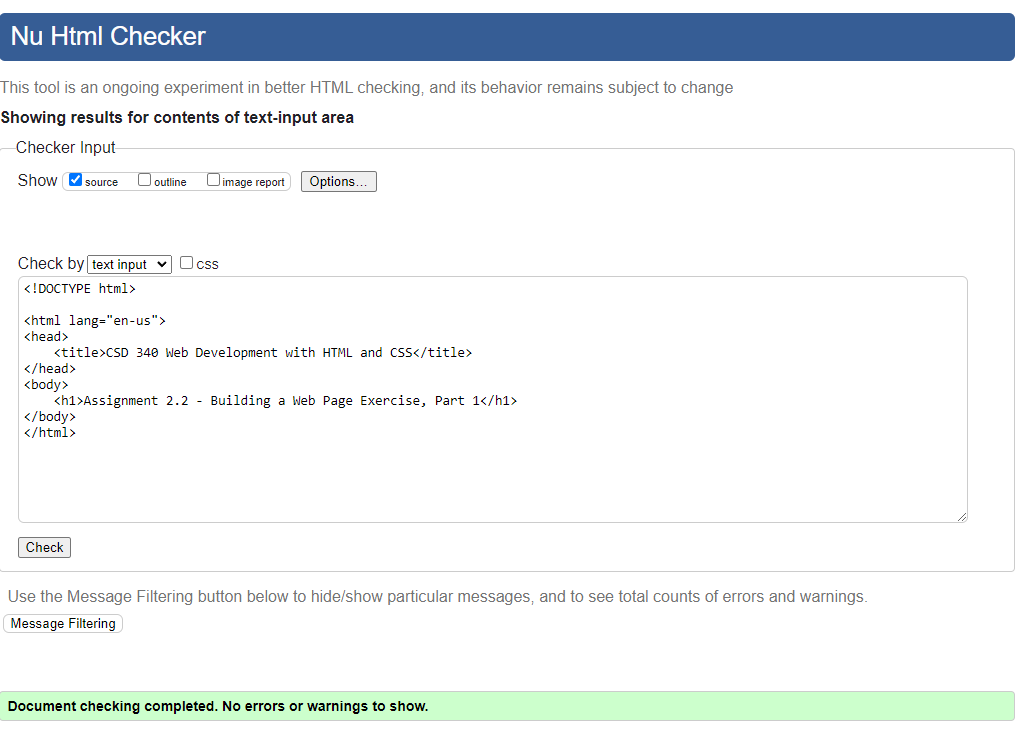 Nu Html Checker
This tool is an ongoing experiment in better HTML checking, and its behavior remains subject to change
Showing results for contents of text-input area
Checker Input
Show source outline image report Options...
Check by text input css
<!DOCTYPE html>
<html lang="en-us">
<head>
    <title>CSD 340 Web Development with HTML and CSS</title>
</head>
<body>
    <h1>Assignment 2.2 - Building a Web Page Exercise, Part 1</h1>
</body>
</html>
Check
Use the Message Filtering button below to hide/show particular messages, and to see total counts of errors and warnings.
Message Filtering
Document checking completed. No errors or warnings to show.